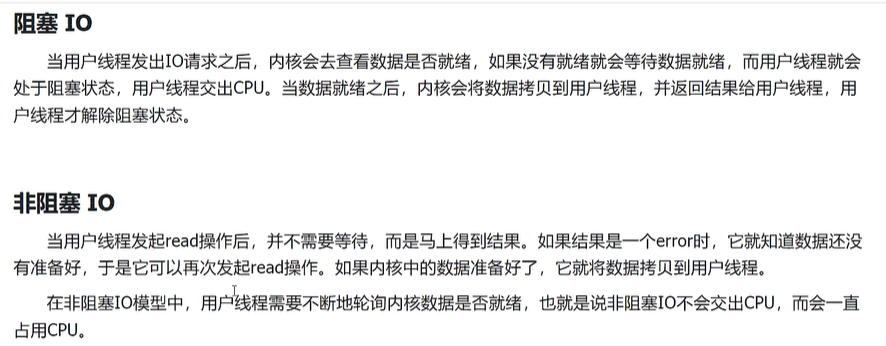 阻塞 IO
当用户线程发出IO请求之后，内核会去查看数据是否就绪，如果没有就绪就会等待数据就绪，而用户线程就会
处于阻塞状态，用户线程交出CPU。当数据就绪之后，内核会将数据拷贝到用户线程，并返回结果给用户线程，用
户线程才解除阻塞状态。
非阻塞 IO
当用户线程发起read操作后，并不需要等待，而是马上得到结果。如果结果是一个error时，它就知道数据还没
有准备好，于是它可以再次发起read操作。如果内核中的数据准备好了，它就将数据拷贝到用户线程。
在非阻塞IO模型中，用户线程需要不断地轮询内核数据是否就绪，也就是说非阻塞IO不会交出CPU，而会一直
占用CPU。